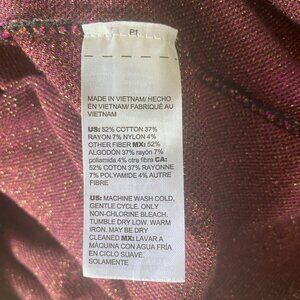 P1
MADE IN VIETNAM/ HECHO
EN VIETNAM/ FABRIQUÉ AU
VIETNAM
US: 52% COTTON 37%
RAYON 7% NYLON 4%
OTHER FIBER MX: 52%
ALGODÓN 37% rayón 7%
poliamida 4% otra fibra CA:
52% COTON 37% RAYONNE
7% POLYAMIDE 4% AUTRE
FIBRE
US: MACHINE WASH COLD,
GENTLE CYCLE. ONLY
NON-CHLORINE BLEACH.
TUMBLE DRY LOW. WARM
IRON, MAY BE DRY
CLEANED MX: LAVAR A
MAQUINA CON AGUA FRÍA
EN CICLO SUAVE.
SOLAMENTE